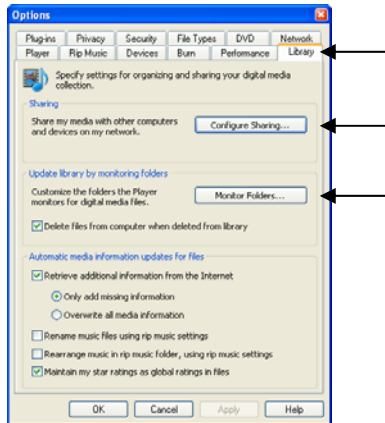 Options
Plug-ins Privacy Security File Types DVD Network
Player Rip Music Devices Burn Performance Library
Specify settings for organizing and sharing your digital media
collection.
Sharing
Share my media with other computers
and devices on my network.
Configure Sharing...
Update library by monitoring folders
Customize the folders the Player
monitors for digital media files.
Monitor Folders...
Delete files from computer when deleted from library
Automatic media information updates for files
Retrieve additional information from the Internet
Only add missing information
Overwrite all media information
Rename music files using rip music settings
Rearrange music in rip music folder, using rip music settings
Maintain my star ratings as global ratings in files
OK Cancel Apply Help